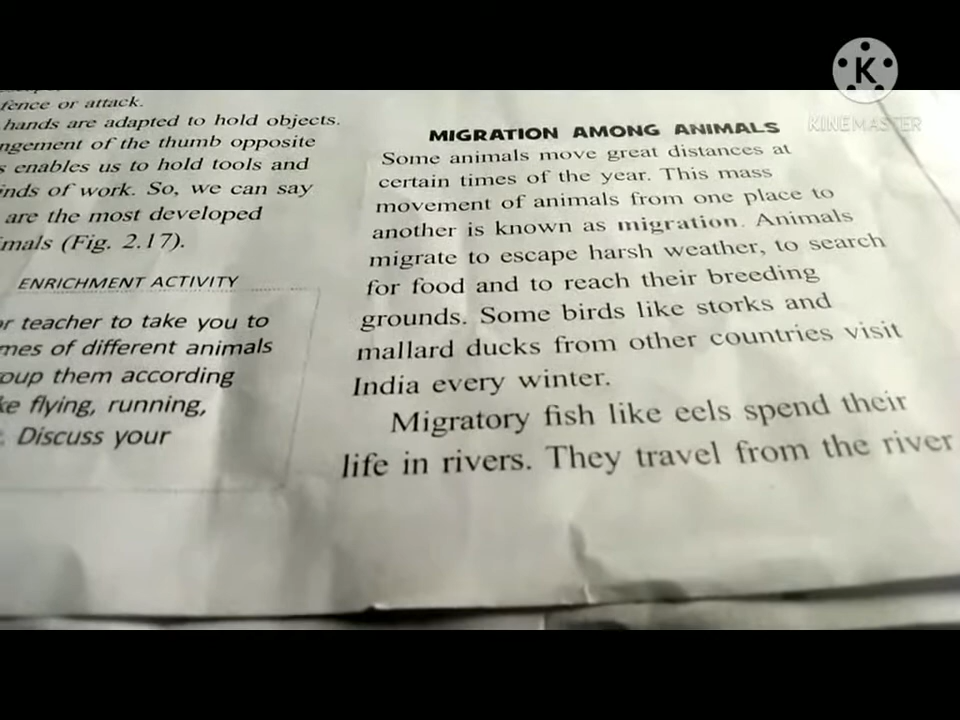 fence or attack.
hands are adapted to hold objects.
ngement of the thumb opposite
s enables us to hold tools and
inds of work. So, we can say
are the most developed
imals (Fig. 2.17).
ENRICHMENT ACTIVITY
or teacher to take you to
mes of different animals
oup them according
ke flying, running,
Discuss your
MIGRATION AMONG ANIMALS
Some animals move great distances at
certain times of the year. This mass
movement of animals from one place to
another is known as migration. Animals
migrate to escape harsh weather, to search
for food and to reach their breeding
grounds. Some birds like storks and
mallard ducks from other countries visit
India every winter.
Migratory fish like eels spend their
life in rivers. They travel from the river
K
KINEMASTER